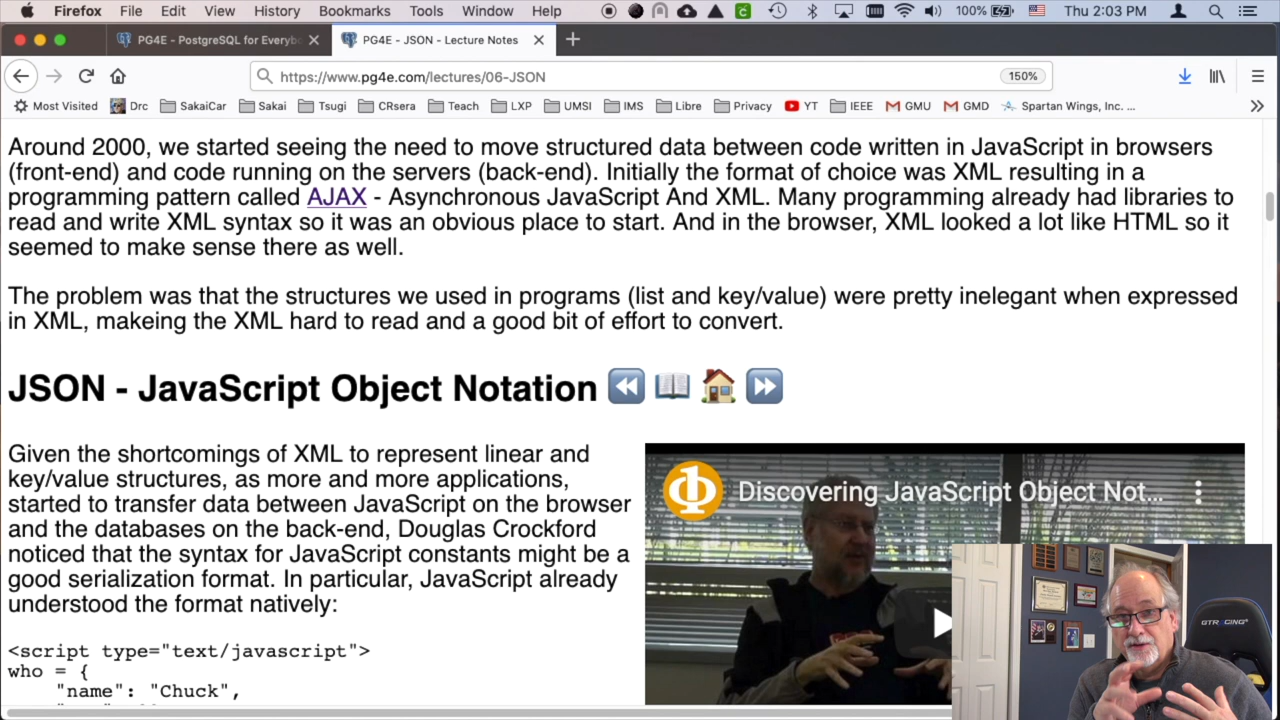 Firefox File Edit View History Bookmarks Tools Window Help 100% Thu 2:03 PM
PG4E - PostgreSQL for Everybo
PG4E - JSON - Lecture Notes
https://www.pg4e.com/lectures/06-JSON 150%
Most Visited Drc SakaiCar Sakai Tsugi CRsera Teach LXP UMSI IMS Libre Privacy YT IEEE GMU GMD Spartan Wings, Inc. ...
Around 2000, we started seeing the need to move structured data between code written in JavaScript in browsers
(front-end) and code running on the servers (back-end). Initially the format of choice was XML resulting in a
programming pattern called AJAX - Asynchronous JavaScript And XML. Many programming already had libraries to
read and write XML syntax so it was an obvious place to start. And in the browser, XML looked a lot like HTML so it
seemed to make sense there as well.
The problem was that the structures we used in programs (list and key/value) were pretty inelegant when expressed
in XML, makeing the XML hard to read and a good bit of effort to convert.
JSON - JavaScript Object Notation
Given the shortcomings of XML to represent linear and
key/value structures, as more and more applications,
started to transfer data between JavaScript on the browser
and the databases on the back-end, Douglas Crockford
noticed that the syntax for JavaScript constants might be a
good serialization format. In particular, JavaScript already
understood the format natively:
<script type="text/javascript">
who = {
"name": "Chuck",
Discovering JavaScript Object Not...
GTRACING